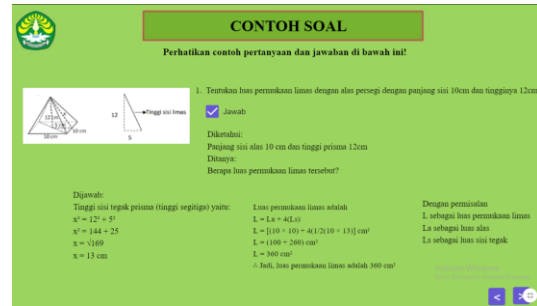 CONTOH SOAL
Perhatikan contoh pertanyaan dan jawaban di bawah ini!
1. Tentukan luas permukaan limas dengan alas persegi dengan panjang sisi 10cm dan tingginya 12cm
Jawab
12
Tinggi sisi limas
5
10 cm
10 cm
Diketahui:
Panjang sisi alas 10 cm dan tinggi prisma 12cm
Ditanya:
Berapa luas permukaan limas tersebut?
Dijawab:
Tinggi sisi tegak prisma (tinggi segitiga) yaitu:
x² = 12² + 5²
x² = 144 + 25
x = √169
x = 13 cm
Luas permukaan limas adalah
L = La + 4(Ls)
L = [(10 × 10) + 4(1/2(10 × 13)] cm²
L = (100 + 260) cm²
L = 360 cm²
∴ Jadi, luas permukaan limas adalah 360 cm²
Dengan permisalan
L sebagai luas permukaan limas
La sebagai luas alas
Ls sebagai luas sisi tegak